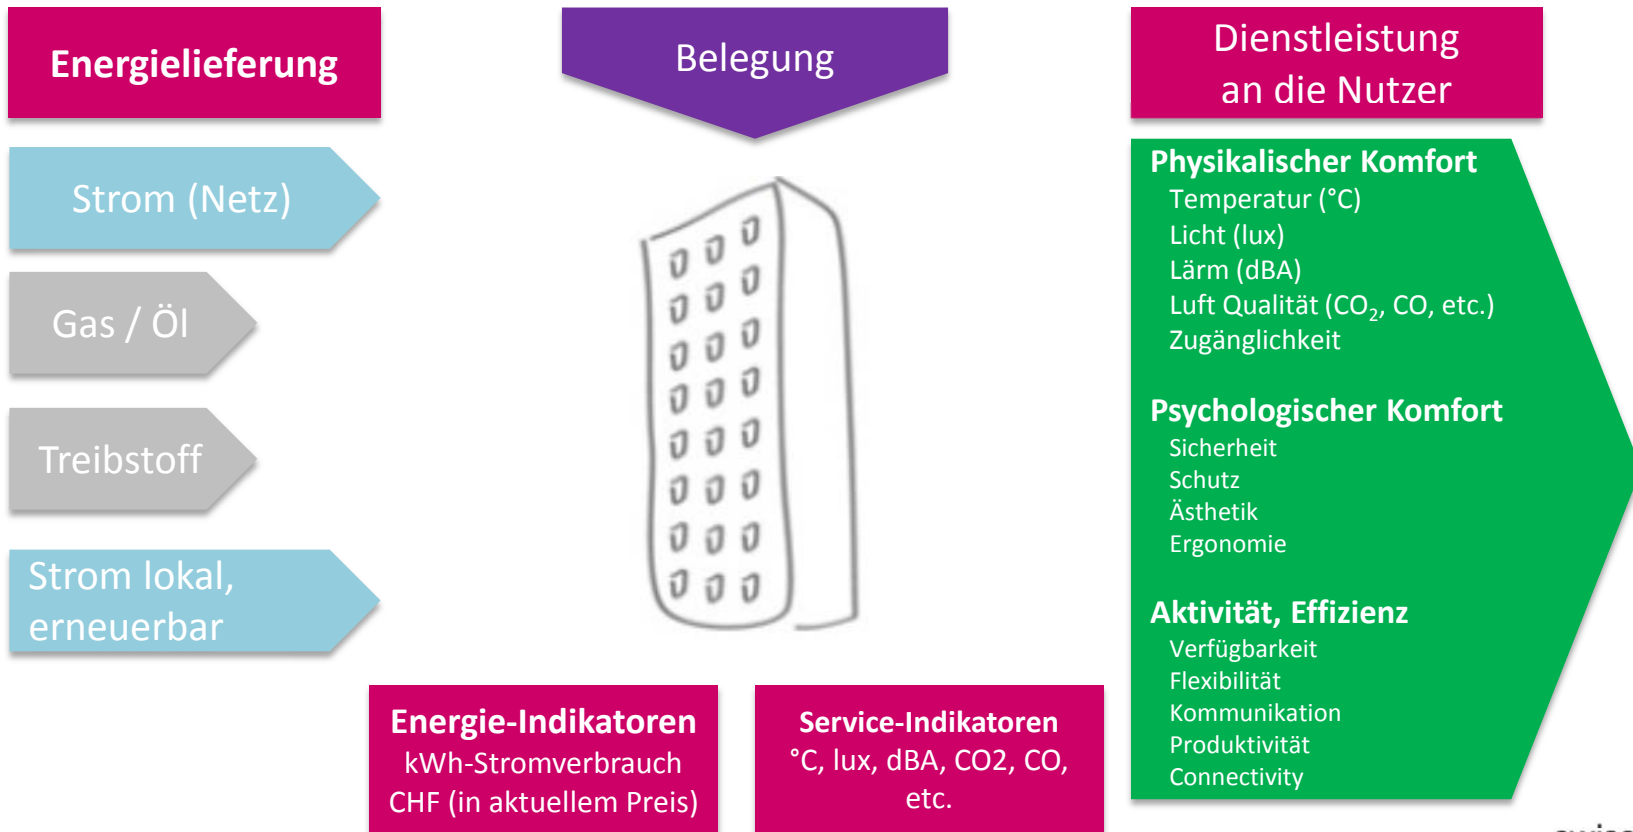 Energielieferung
Belegung
Dienstleistung
an die Nutzer
Strom (Netz)
Gas / Öl
Treibstoff
Strom lokal,
erneuerbar
Physikalischer Komfort
Temperatur (°C)
Licht (lux)
Lärm (dBA)
Luft Qualität (CO₂, CO, etc.)
Zugänglichkeit
Psychologischer Komfort
Sicherheit
Schutz
Ästhetik
Ergonomie
Aktivität, Effizienz
Verfügbarkeit
Flexibilität
Kommunikation
Produktivität
Connectivity
Energie-Indikatoren
kWh-Stromverbrauch
CHF (in aktuellem Preis)
Service-Indikatoren
°C, lux, dBA, CO2, CO,
etc.